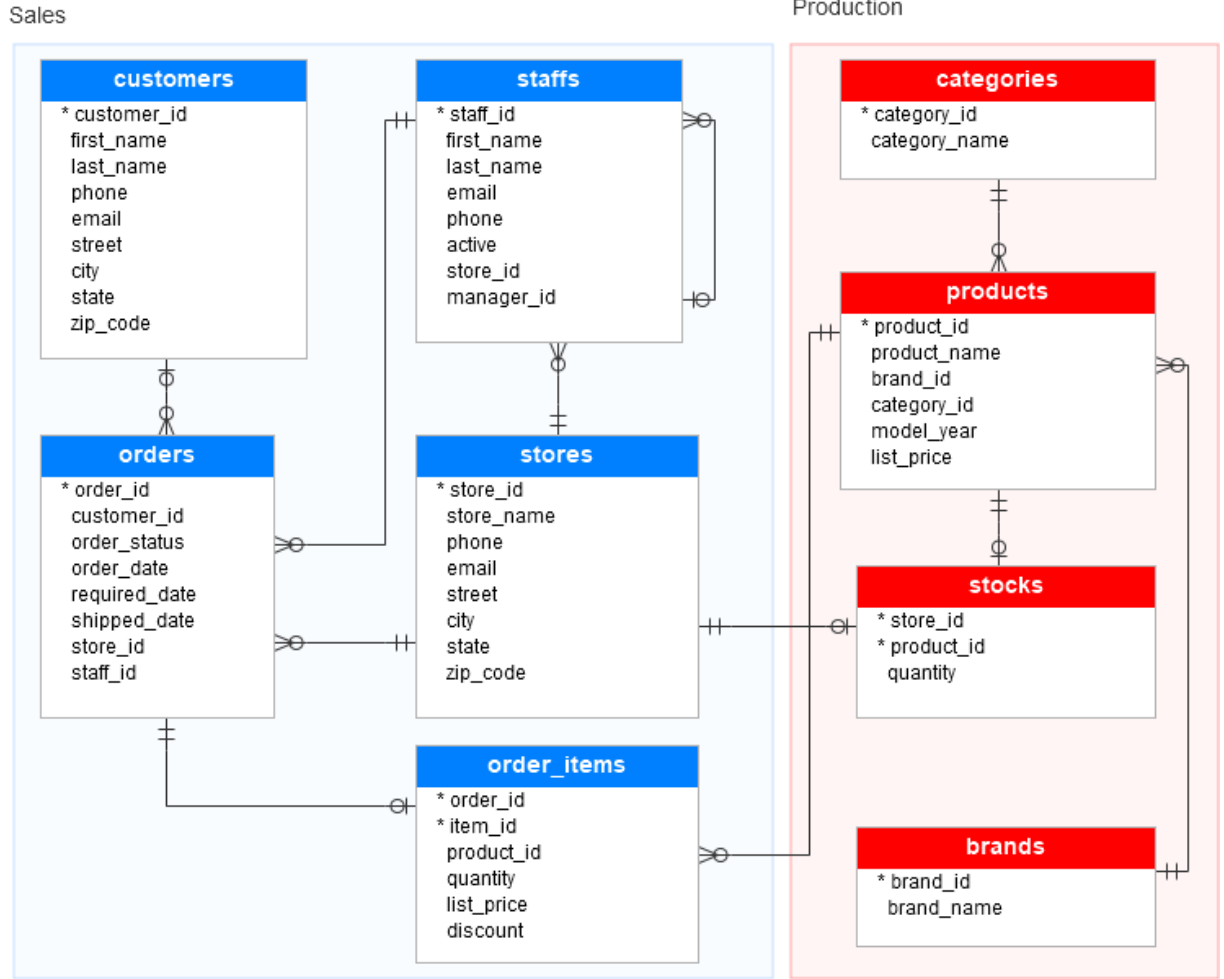 Sales
Production
customers
* customer_id
first_name
last_name
phone
email
street
city
state
zip_code
staffs
* staff_id
first_name
last_name
email
phone
active
store_id
manager_id
categories
* category_id
category_name
products
* product_id
product_name
brand_id
category_id
model_year
list_price
orders
* order_id
customer_id
order_status
order_date
required_date
shipped_date
store_id
staff_id
stores
* store_id
store_name
phone
email
street
city
state
zip_code
stocks
* store_id
* product_id
quantity
order_items
* order_id
* item_id
product_id
quantity
list_price
discount
brands
* brand_id
brand_name